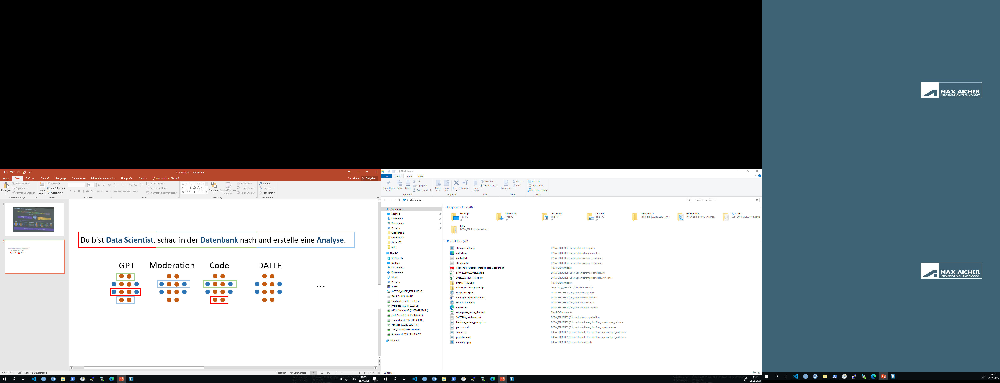 Präsentation1 - PowerPoint
Datei Start Einfügen Entwurf Übergänge Animationen Bildschirmpräsentation Überprüfen Ansicht Was möchten Sie tun? Anmelden Freigeben
Einfügen
Ausschneiden
Kopieren
Format übertragen
Zwischenablage
Neue Folie
Layout
Zurücksetzen
Abschnitt
Folien
18
F K U S abc AV Aa A
Schriftart
Textrichtung
Text ausrichten
In SmartArt konvertieren
Absatz
Anordnen
Schnellformat-vorlagen
Fülleffekt
Formkontur
Formeffekte
Zeichnung
Suchen
Ersetzen
Markieren
Bearbeiten
1
2
Du bist Data Scientist, schau in der Datenbank nach und erstelle eine Analyse.
GPT Moderation Code DALLE
...
Folie 2 von 2 Deutsch (Deutschland) Notizen Kommentare 300 %
DEU 08:19
25.09.2025
File Explorer
File Home Share View
Pin to Quick access
Copy
Paste
Cut
Copy path
Paste shortcut
Clipboard
Move to
Copy to
Delete
Rename
Organize
New folder
New item
Easy access
New
Properties
Open
Edit
Open
Select all
Select none
Invert selection
Select
Quick access
Search Quick access
Quick access
Desktop
Downloads
Documents
Pictures
Gloeckner_S
strompreise
System32
talks
This PC
3D Objects
Desktop
Documents
Downloads
Music
Pictures
Videos
SYSTEM_VMDK_SFRRSH06 (C:)
DATA_SFRRSH06 (D:)
Holding$ (\\SFRFLE02) (H:)
Projekte$ (\\SFRFLE02) (I:)
elKomSolutions$ (\\SFRAPP02) (R:)
CrefoScore$ (\\SFRSQL06) (T:)
s_gloeckner$ (\\SFRFLE02) (U:)
Vorlage$ (\\SFRFLE02) (V:)
Tmp_all$ (\\SFRFLE02) (W:)
Adminver$ (\\SFRFLE02) (Y:)
Network
Frequent folders (8)
Desktop
This PC
Downloads
This PC
Documents
This PC
Pictures
This PC
Gloeckner_S
Tmp_all$ (\\SFRFLE02) (W:)
strompreise
DATA_SFRRSH06...\stephan
System32
SYSTEM_VMDK...\Windows
talks
DATA_SFRR...\competitors
Recent files (20)
strompreise.Rproj DATA_SFRRSH06 (D:)\stephan\strompreise
index.html DATA_SFRRSH06 (D:)\stephan\champions_llm
context.txt DATA_SFRRSH06 (D:)\stephan\vortrag_champions
structure.txt DATA_SFRRSH06 (D:)\stephan\vortrag_champions
economic-research-chatgpt-usage-paper.pdf This PC\Downloads
LSW_2025092320250923.xls DATA_SFRRSH06 (D:)\stephan\strompreise\data\lsw
20250922_1120_Trafos.csv DATA_SFRRSH06 (D:)\stephan\strompreise\data\lsw\Trafos
Photos-1-001.zip This PC\Downloads
cluster_circoflux_paper.zip Tmp_all$ (\\SFRFLE02) (W:)\Gloeckner_S
magnatest.Rproj DATA_SFRRSH06 (D:)\stephan\magnatest
cool_opti_prjektskizze.docx DATA_SFRRSH06 (D:)\stephan\coolsah\docs
stuecklisten.Rproj DATA_SFRRSH06 (D:)\stephan\stuecklisten
index.html DATA_SFRRSH06 (D:)\stephan\wetter_energie
strompreise_move_files.xml This PC\Documents
20250908_patchwork.txt DATA_SFRRSH06 (D:)\stephan\strompreise\log
literature_review_prompt.md DATA_SFRRSH06 (D:)\stephan\cluster_circoflux_paper\paper_sections
persona.md DATA_SFRRSH06 (D:)\stephan\cluster_circoflux_paper\persona
scope.md DATA_SFRRSH06 (D:)\stephan\cluster_circoflux_paper\scope_guidelines
guidelines.md DATA_SFRRSH06 (D:)\stephan\cluster_circoflux_paper\scope_guidelines
anomaly.Rproj DATA_SFRRSH06 (D:)\stephan\anomaly
28 items
08:19
25.09.2025
MAX AICHER
INFORMATION TECHNOLOGY
MAX AICHER
INFORMATION TECHNOLOGY
08:19
25.09.2025